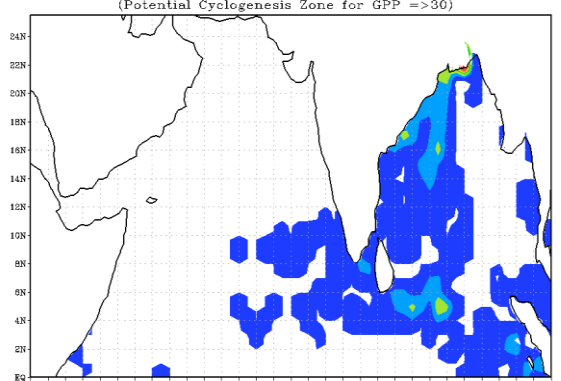 (Potential Cyclogenesis Zone for GPP =>30)
24N
22N
20N
18N
16N
14N
12N
10N
8N
6N
4N
2N
EQ